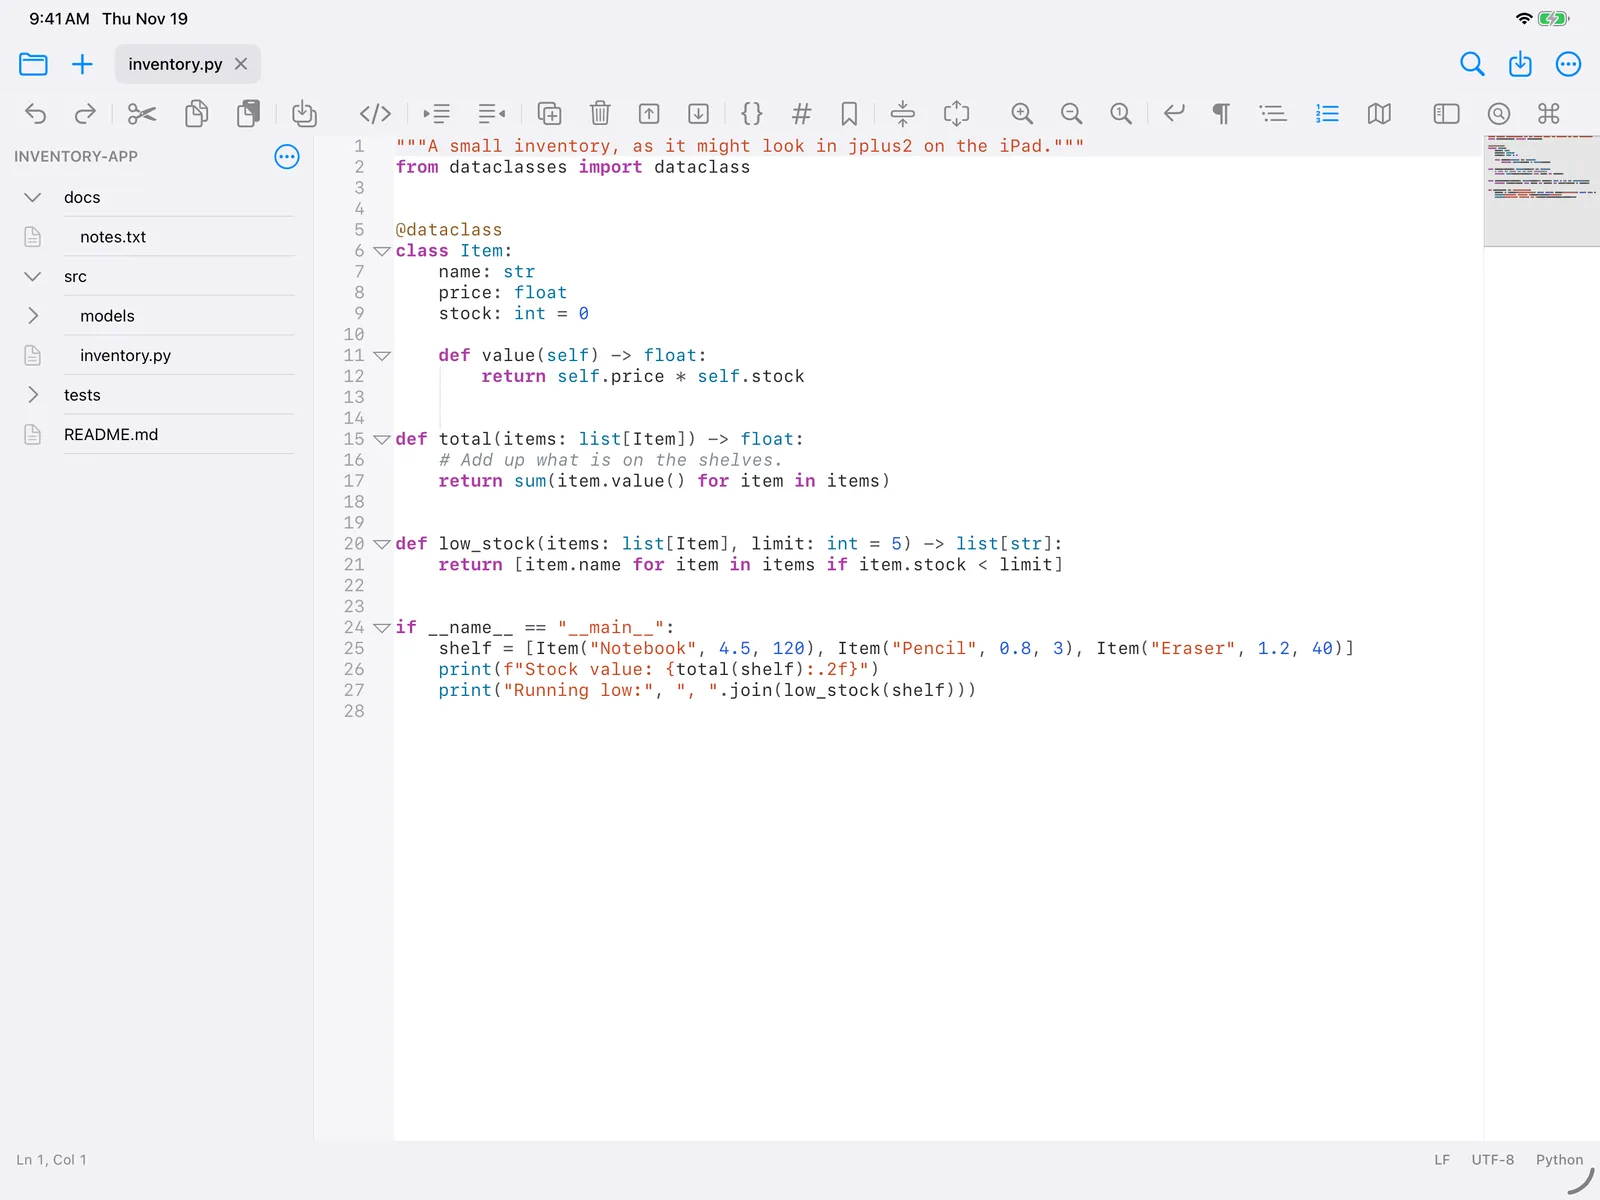 9:41 AM Thu Nov 19
inventory.py
INVENTORY-APP
docs
notes.txt
src
models
inventory.py
tests
README.md
1 """A small inventory, as it might look in jplus2 on the iPad."""
2 from dataclasses import dataclass
3
4
5 @dataclass
6 class Item:
7     name: str
8     price: float
9     stock: int = 0
10
11     def value(self) -> float:
12         return self.price * self.stock
13
14
15 def total(items: list[Item]) -> float:
16     # Add up what is on the shelves.
17     return sum(item.value() for item in items)
18
19
20 def low_stock(items: list[Item], limit: int = 5) -> list[str]:
21     return [item.name for item in items if item.stock < limit]
22
23
24 if __name__ == "__main__":
25     shelf = [Item("Notebook", 4.5, 120), Item("Pencil", 0.8, 3), Item("Eraser", 1.2, 40)]
26     print(f"Stock value: {total(shelf):.2f}")
27     print("Running low:", ", ".join(low_stock(shelf)))
28
Ln 1, Col 1
LF UTF-8 Python